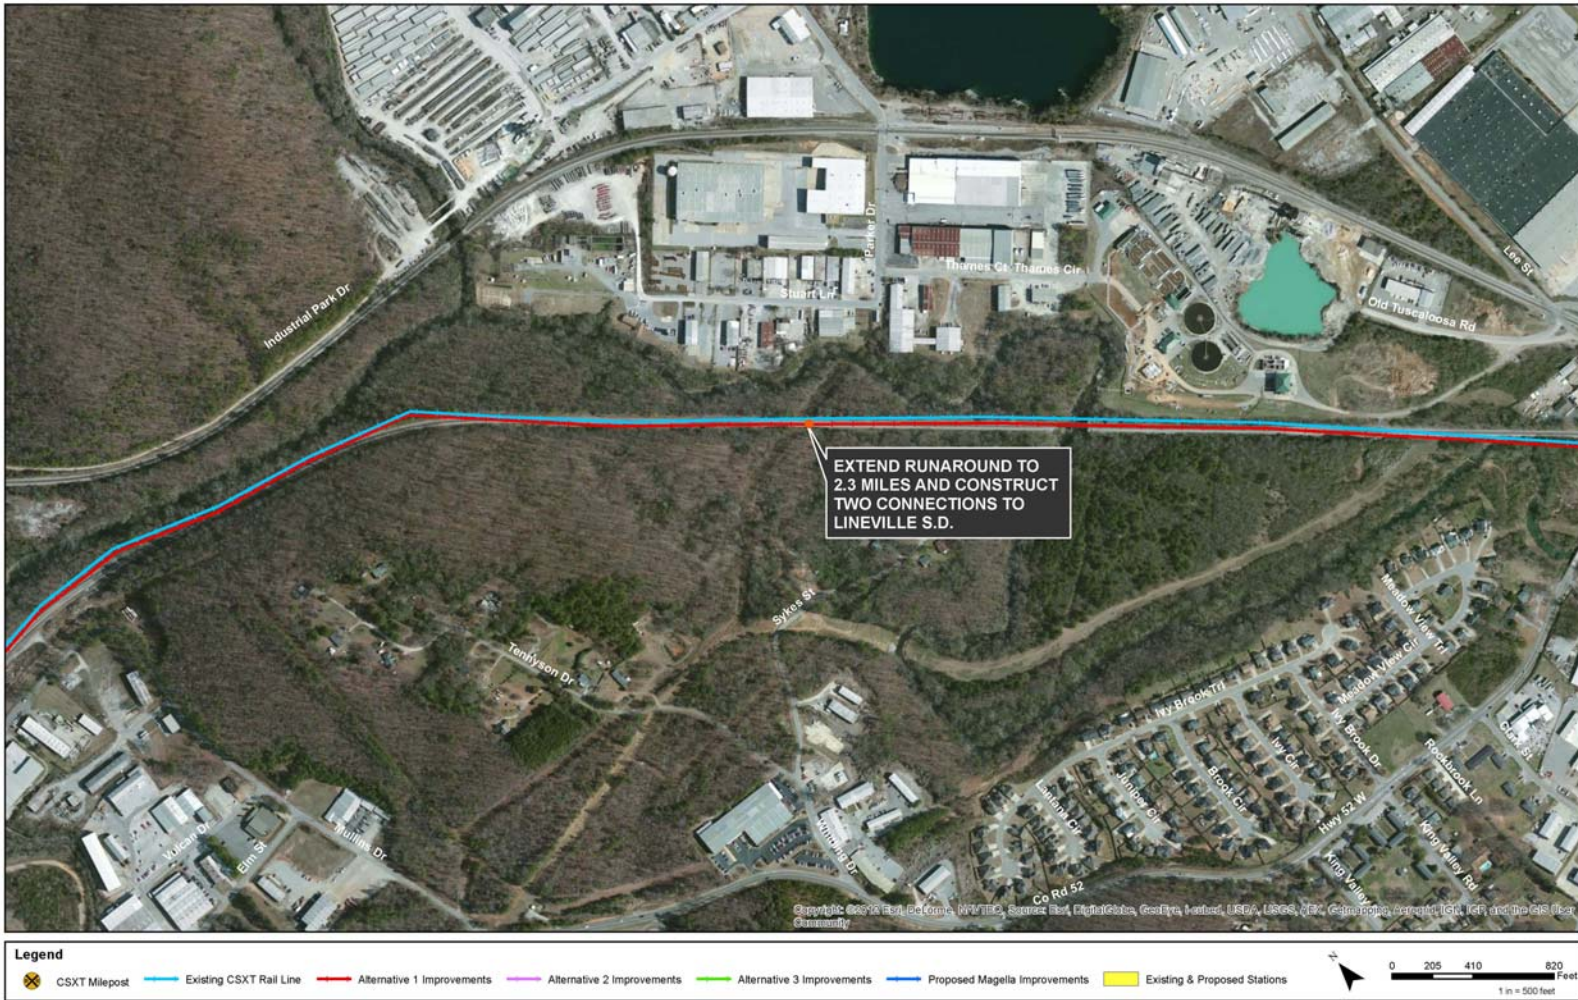 Industrial Park Dr
Parker Dr
Stuart Ln
Thames Ct
Thames Cir
Lee St
Old Tuscaloosa Rd
EXTEND RUNAROUND TO
2.3 MILES AND CONSTRUCT
TWO CONNECTIONS TO
LINEVILLE S.D.
Sykes St
Tennyson Dr
Meadow View Trl
Meadow View Cir
Ivy Brook Trl
Ivy Brook Dr
Ivy Cir
Brook Cir
Juniper Cir
Lantana Cir
Clark St
Rockbrook Ln
Hwy 52 W
King Valley Rd
King Valley
Vulcan Dr
Elm St
Mullins Dr
Co Rd 52
Community
Legend
CSXT Milepost
Existing CSXT Rail Line
Alternative 1 Improvements
Alternative 2 Improvements
Alternative 3 Improvements
Proposed Magella Improvements
Existing & Proposed Stations
N
0 205 410 820
Feet
1 in = 500 feet